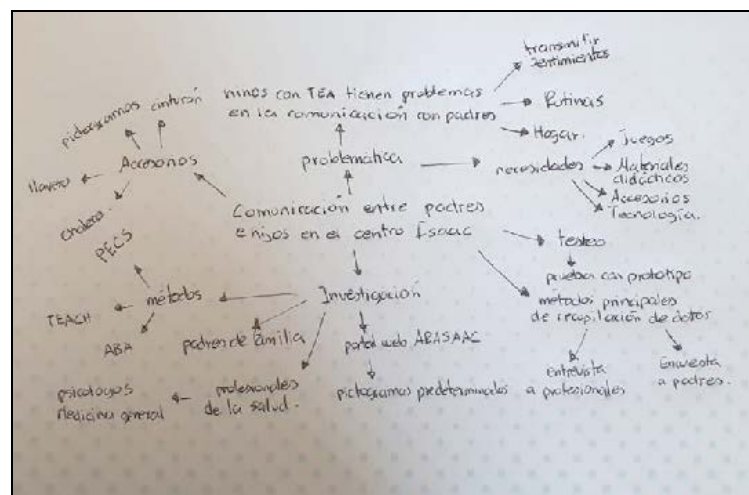 transmitir
sentimientos
niños con TEA tienen problemas
en la comunicación con padres
Rutinas
Hogar.
pictogramas
cinturón
Accesorios
llavero
problemática
necesidades
Juegos
Materiales
didácticos
Accesorios
Tecnología.
Comunicación entre padres
e hijos en el centro Isaac
testeo
prueba con prototipo
PECS
métodos
TEACH
ABA
Investigación
métodos principales
de recopilación de datos
padres de familia
portal web ARASAAC
profesionales
de la salud.
psicólogos
Medicina general
pictogramas predeterminados
Entrevista
a profesionales
Encuesta
a padres.